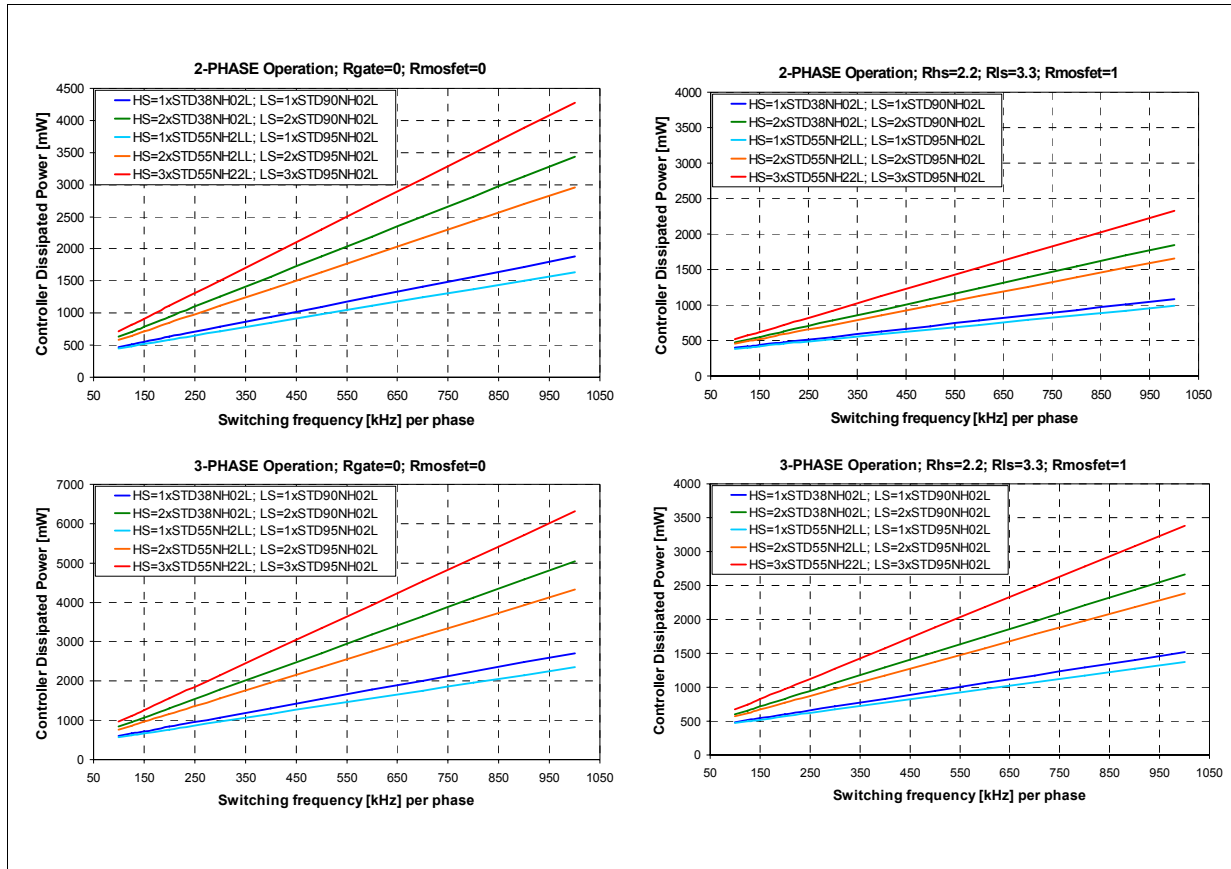 2-PHASE Operation; Rgate=0; Rmosfet=0
Controller Dissipated Power [mW]
4500
4000
3500
3000
2500
2000
1500
1000
500
0
HS=1xSTD38NH02L; LS=1xSTD90NH02L
HS=2xSTD38NH02L; LS=2xSTD90NH02L
HS=1xSTD55NH2LL; LS=1xSTD95NH02L
HS=2xSTD55NH2LL; LS=2xSTD95NH02L
HS=3xSTD55NH22L; LS=3xSTD95NH02L
50 150 250 350 450 550 650 750 850 950 1050
Switching frequency [kHz] per phase
2-PHASE Operation; Rhs=2.2; Rls=3.3; Rmosfet=1
Controller Dissipated Power [mW]
4000
3500
3000
2500
2000
1500
1000
500
0
HS=1xSTD38NH02L; LS=1xSTD90NH02L
HS=2xSTD38NH02L; LS=2xSTD90NH02L
HS=1xSTD55NH2LL; LS=1xSTD95NH02L
HS=2xSTD55NH2LL; LS=2xSTD95NH02L
HS=3xSTD55NH22L; LS=3xSTD95NH02L
50 150 250 350 450 550 650 750 850 950 1050
Switching frequency [kHz] per phase
3-PHASE Operation; Rgate=0; Rmosfet=0
Controller Dissipated Power [mW]
7000
6000
5000
4000
3000
2000
1000
0
HS=1xSTD38NH02L; LS=1xSTD90NH02L
HS=2xSTD38NH02L; LS=2xSTD90NH02L
HS=1xSTD55NH2LL; LS=1xSTD95NH02L
HS=2xSTD55NH2LL; LS=2xSTD95NH02L
HS=3xSTD55NH22L; LS=3xSTD95NH02L
50 150 250 350 450 550 650 750 850 950 1050
Switching frequency [kHz] per phase
3-PHASE Operation; Rhs=2.2; Rls=3.3; Rmosfet=1
Controller Dissipated Power [mW]
4000
3500
3000
2500
2000
1500
1000
500
0
HS=1xSTD38NH02L; LS=1xSTD90NH02L
HS=2xSTD38NH02L; LS=2xSTD90NH02L
HS=1xSTD55NH2LL; LS=1xSTD95NH02L
HS=2xSTD55NH2LL; LS=2xSTD95NH02L
HS=3xSTD55NH22L; LS=3xSTD95NH02L
50 150 250 350 450 550 650 750 850 950 1050
Switching frequency [kHz] per phase